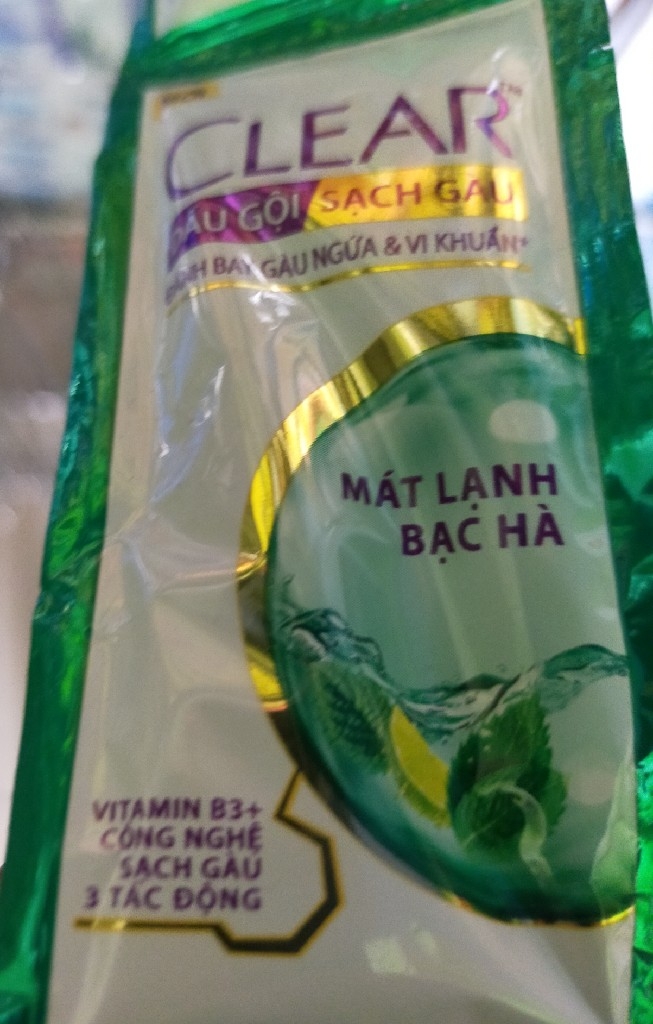 CLEAR™
DẦU GỘI SẠCH GÀU
ĐÁNH BAY GÀU NGỨA & VI KHUẨN*
MÁT LẠNH
BẠC HÀ
VITAMIN B3+
CÔNG NGHỆ
SẠCH GÀU
3 TÁC ĐỘNG